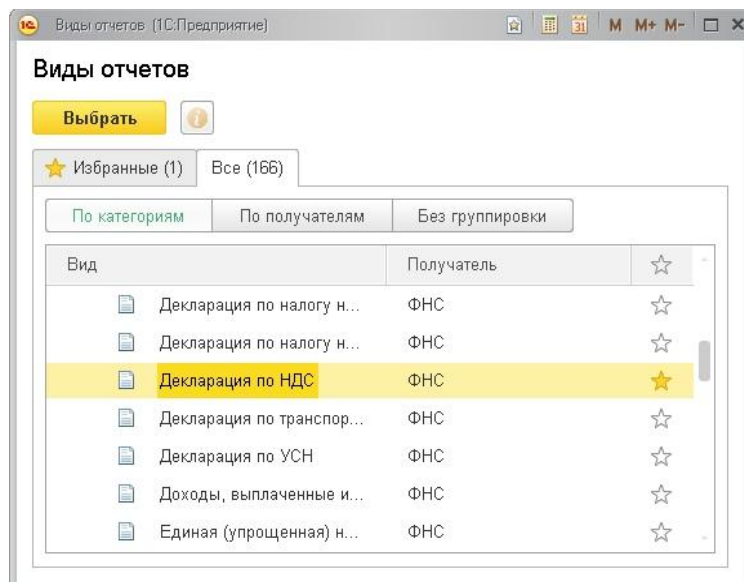 1С Виды отчетов (1С:Предприятие) 31 M M+ M-
Виды отчетов
Выбрать i
Избранные (1) Все (166)
По категориям По получателям Без группировки
Вид Получатель
Декларация по налогу н... ФНС
Декларация по налогу н... ФНС
Декларация по НДС ФНС
Декларация по транспор... ФНС
Декларация по УСН ФНС
Доходы, выплаченные и... ФНС
Единая (упрощенная) н... ФНС